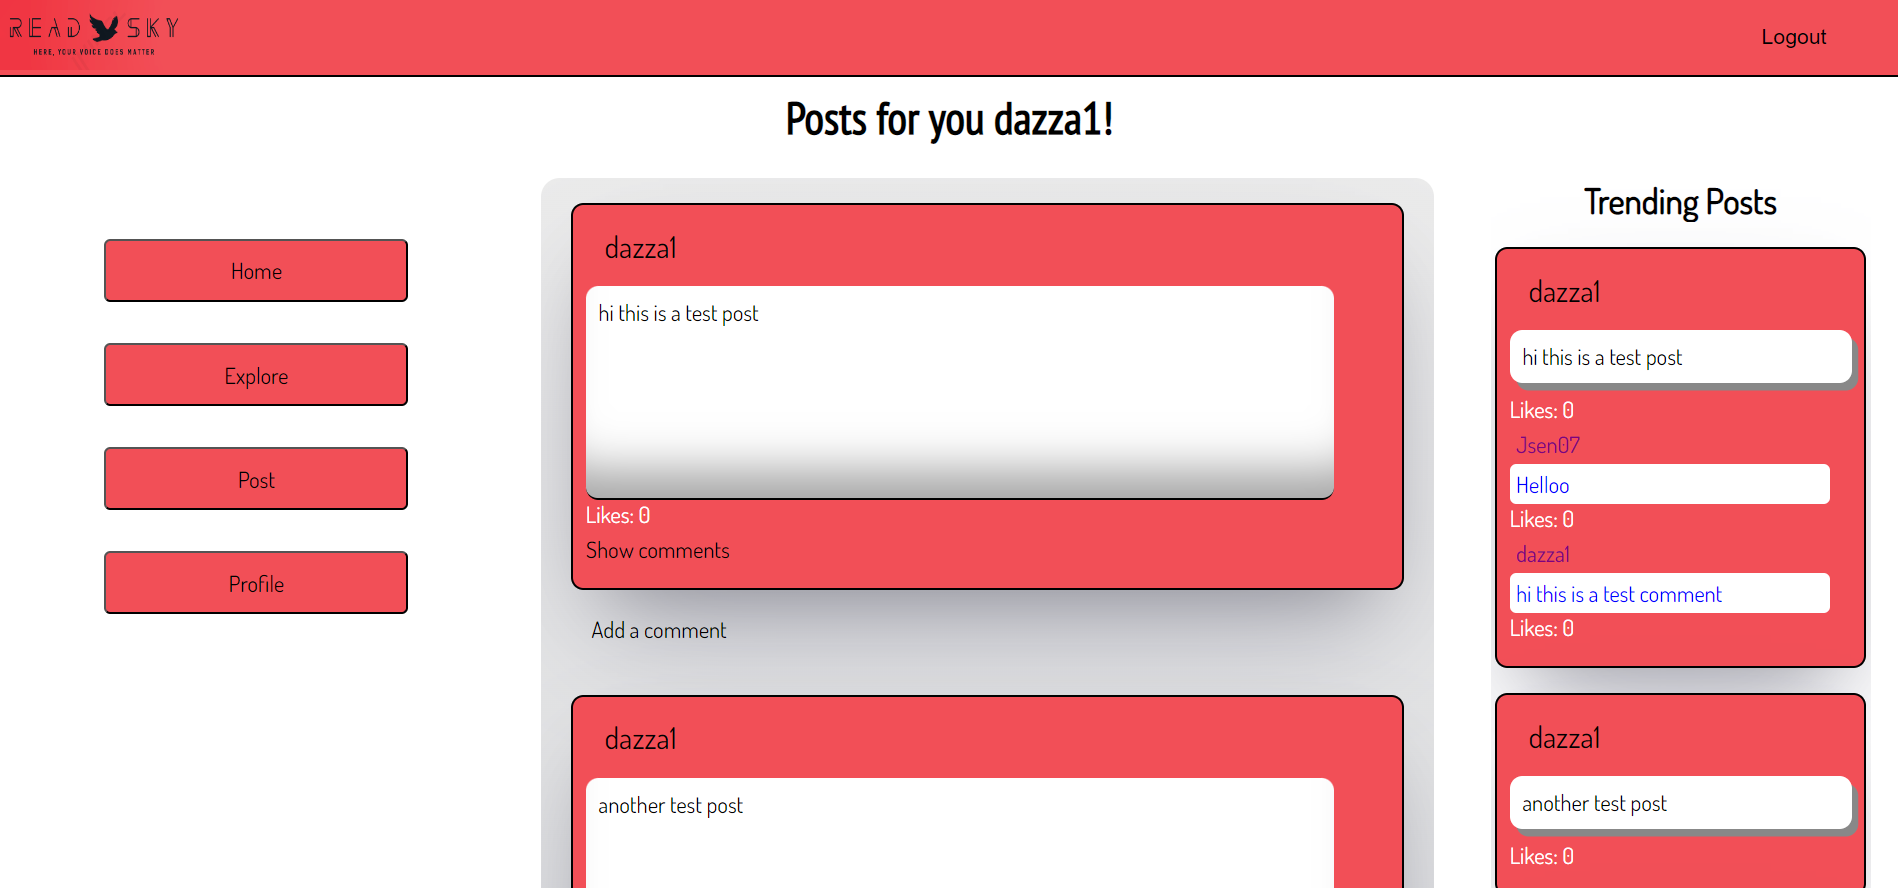 READ SKY
HERE, YOUR VOICE DOES MATTER
Logout
Posts for you dazza1!
Home
Explore
Post
Profile
dazza1
hi this is a test post
Likes: 0
Show comments
Add a comment
dazza1
another test post
Trending Posts
dazza1
hi this is a test post
Likes: 0
Jsen07
Helloo
Likes: 0
dazza1
hi this is a test comment
Likes: 0
dazza1
another test post
Likes: 0